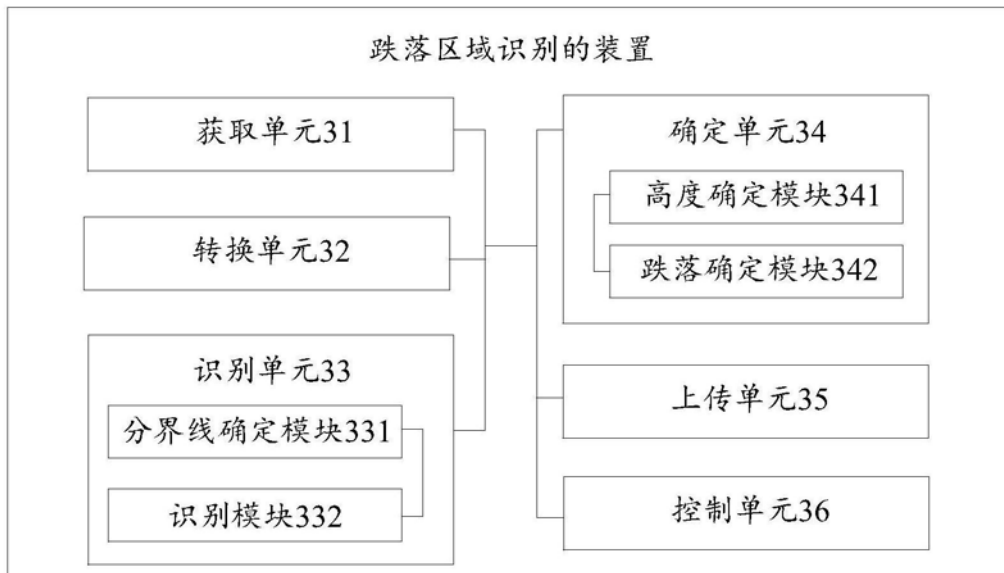 跌落区域识别的装置
获取单元31
转换单元32
识别单元33
分界线确定模块331
识别模块332
确定单元34
高度确定模块341
跌落确定模块342
上传单元35
控制单元36